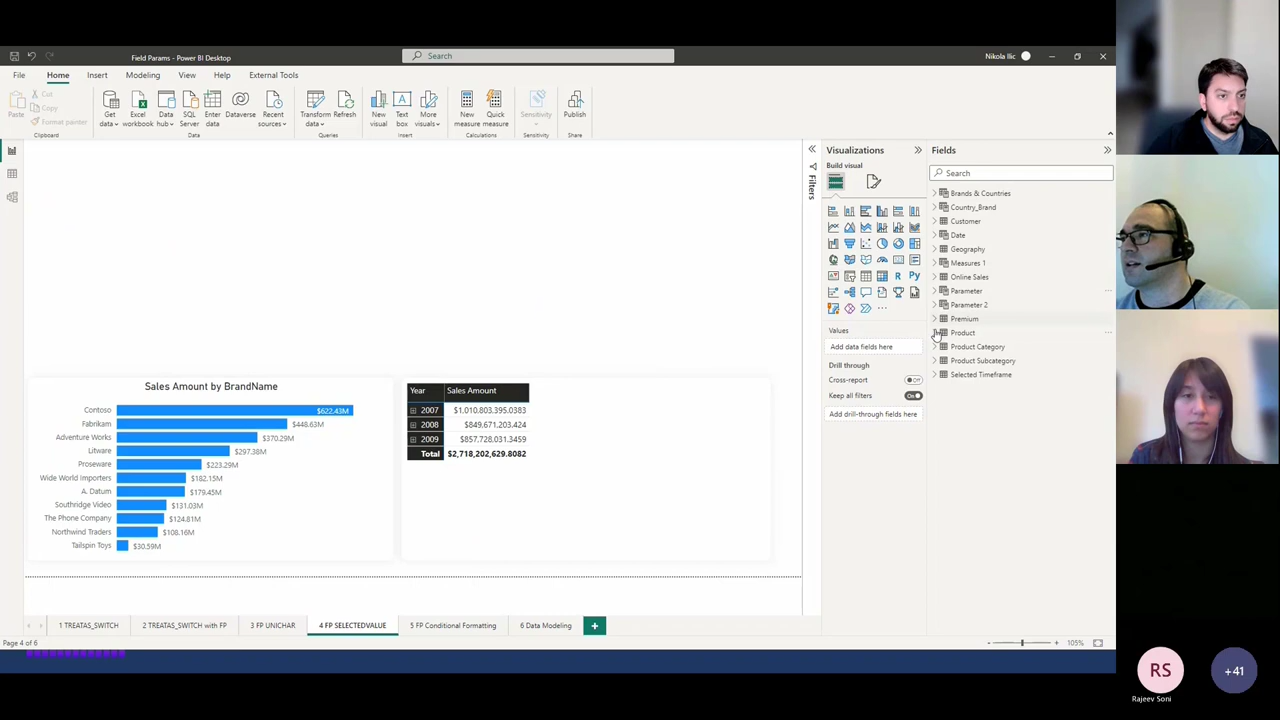 Field Params - Power BI Desktop
Search
Nikola Ilic
File Home Insert Modeling View Help External Tools
Paste
Cut
Copy
Format painter
Clipboard
Get data
Excel workbook
Data hub
SQL Server
Enter data
Dataverse
Recent sources
Data
Transform data
Refresh
Queries
New visual
Text box
More visuals
Insert
New measure
Quick measure
Calculations
Sensitivity
Sensitivity
Publish
Share
Filters
Visualizations
Build visual
R Py
...
Values
Add data fields here
Drill through
Cross-report Off
Keep all filters On
Add drill-through fields here
Fields
Search
Brands & Countries
Country_Brand
Customer
Date
Geography
Measures 1
Online Sales
Parameter ...
Parameter 2
Premium
Product ...
Product Category
Product Subcategory
Selected Timeframe
Sales Amount by BrandName
Contoso $622.43M
Fabrikam $448.63M
Adventure Works $370.29M
Litware $297.38M
Proseware $223.29M
Wide World Importers $182.15M
A. Datum $179.45M
Southridge Video $131.03M
The Phone Company $124.81M
Northwind Traders $108.16M
Tailspin Toys $30.59M
Year Sales Amount
2007 $1,010,803,395.0383
2008 $849,671,203.424
2009 $857,728,031.3459
Total $2,718,202,629.8082
1 TREATAS_SWITCH 2 TREATAS_SWITCH with FP 3 FP UNICHAR 4 FP SELECTEDVALUE 5 FP Conditional Formatting 6 Data Modeling +
Page 4 of 6
- + 105%
RS
Rajeev Soni
+41